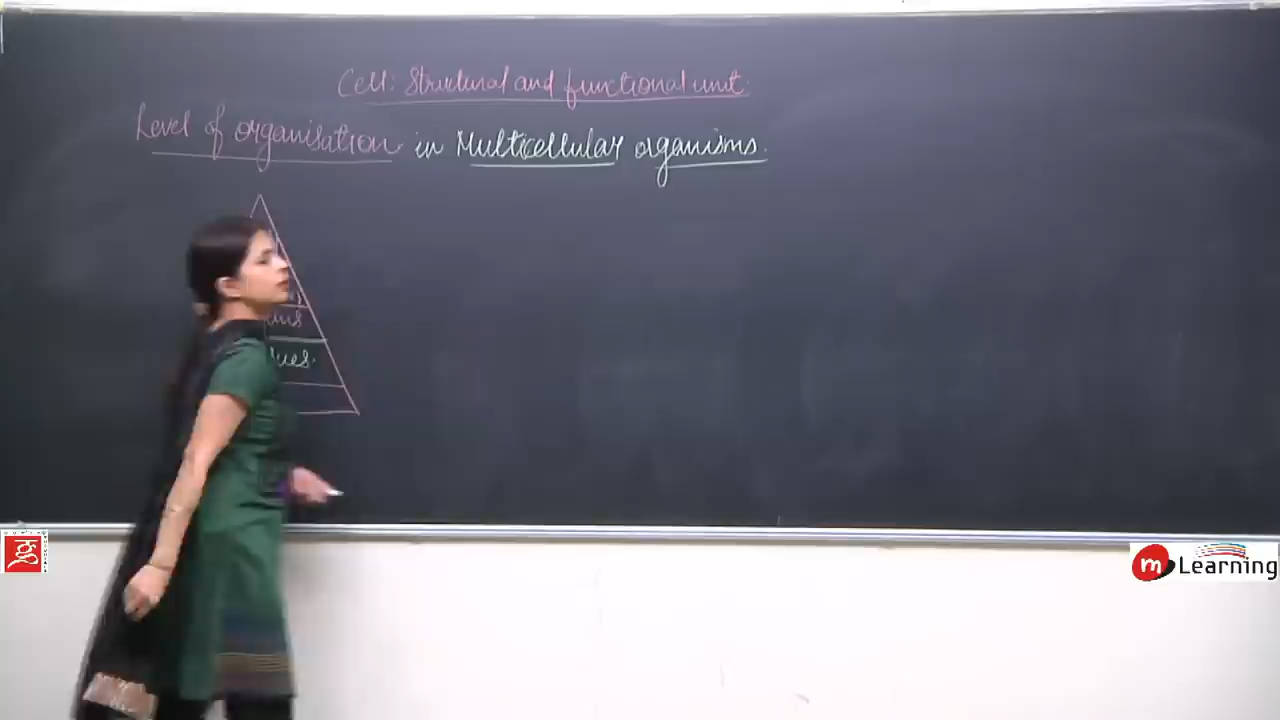 Cell: Structural and functional unit.
Level of organisation in Multicellular organisms.
ग
m Learning